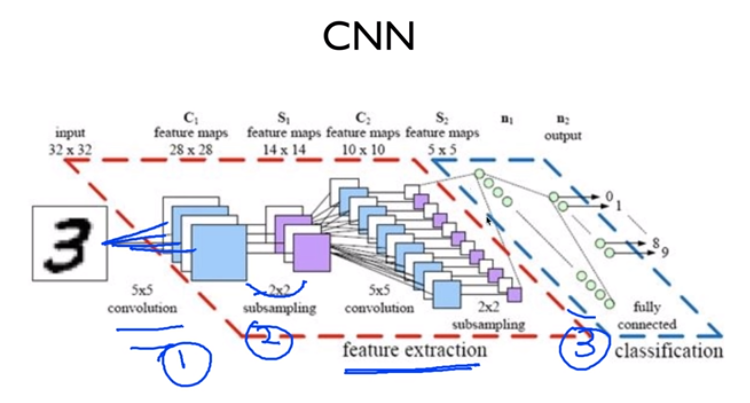 CNN
input
32 x 32
C₁
feature maps
28 x 28
S₁
feature maps
14 x 14
C₂
feature maps
10 x 10
S₂
feature maps
5 x 5
n₁
n₂
output
3
0
1
8
9
5x5
convolution
2x2
subsampling
5x5
convolution
2x2
subsampling
fully
connected
1
2
feature extraction
3
classification